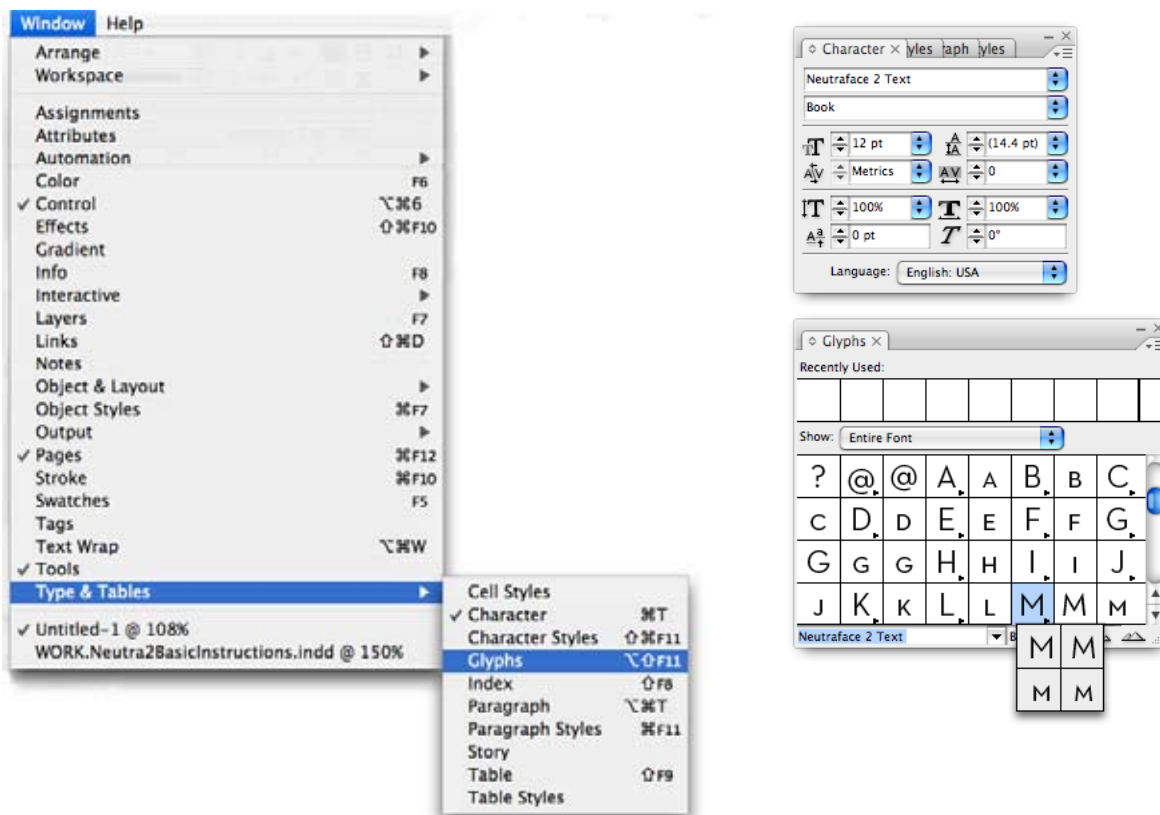 Window Help
Arrange
Workspace
Assignments
Attributes
Automation
Color F6
✓ Control ⌥⌘6
Effects ⇧⌘F10
Gradient
Info F8
Interactive
Layers F7
Links ⇧⌘D
Notes
Object & Layout
Object Styles ⌘F7
Output
✓ Pages ⌘F12
Stroke ⌘F10
Swatches F5
Tags
Text Wrap ⌥⌘W
✓ Tools
Type & Tables
✓ Untitled-1 @ 108%
WORK.Neutra2BasicInstructions.indd @ 150%
Cell Styles
✓ Character ⌘T
Character Styles ⇧⌘F11
Glyphs ⌥⇧F11
Index ⇧F8
Paragraph ⌥⌘T
Paragraph Styles ⌘F11
Story
Table ⇧F9
Table Styles
Character × yles raph yles
Neutraface 2 Text
Book
12 pt (14.4 pt)
Metrics 0
100% 100%
0 pt 0°
Language: English: USA
Glyphs ×
Recently Used:
Show: Entire Font
? @ @ A A B B C
C D D E E F F G
G G G H H I I J
J K K L L M M M
Neutraface 2 Text B
M M
M M